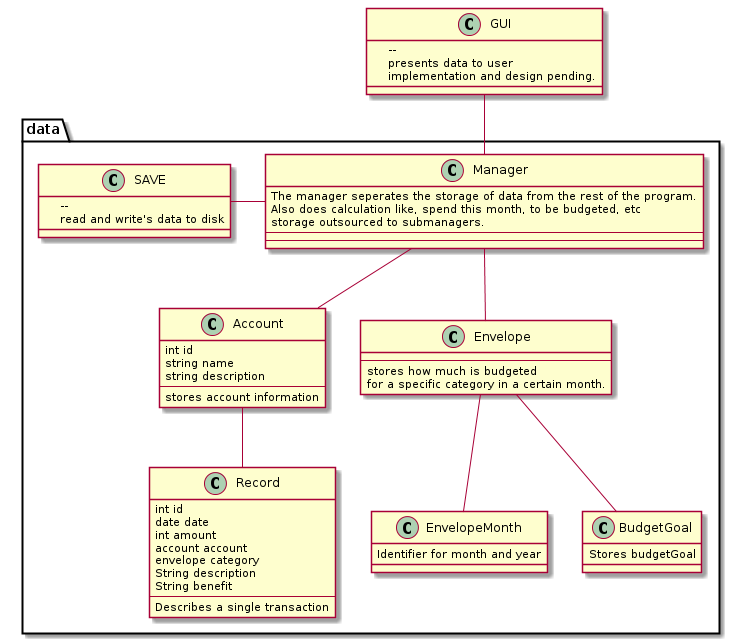 C GUI
--
presents data to user
implementation and design pending.
data
C SAVE
--
read and write's data to disk
C Manager
The manager seperates the storage of data from the rest of the program.
Also does calculation like, spend this month, to be budgeted, etc
storage outsourced to submanagers.
C Account
int id
string name
string description
stores account information
C Envelope
stores how much is budgeted
for a specific category in a certain month.
C Record
int id
date date
int amount
account account
envelope category
String description
String benefit
Describes a single transaction
C EnvelopeMonth
Identifier for month and year
C BudgetGoal
Stores budgetGoal